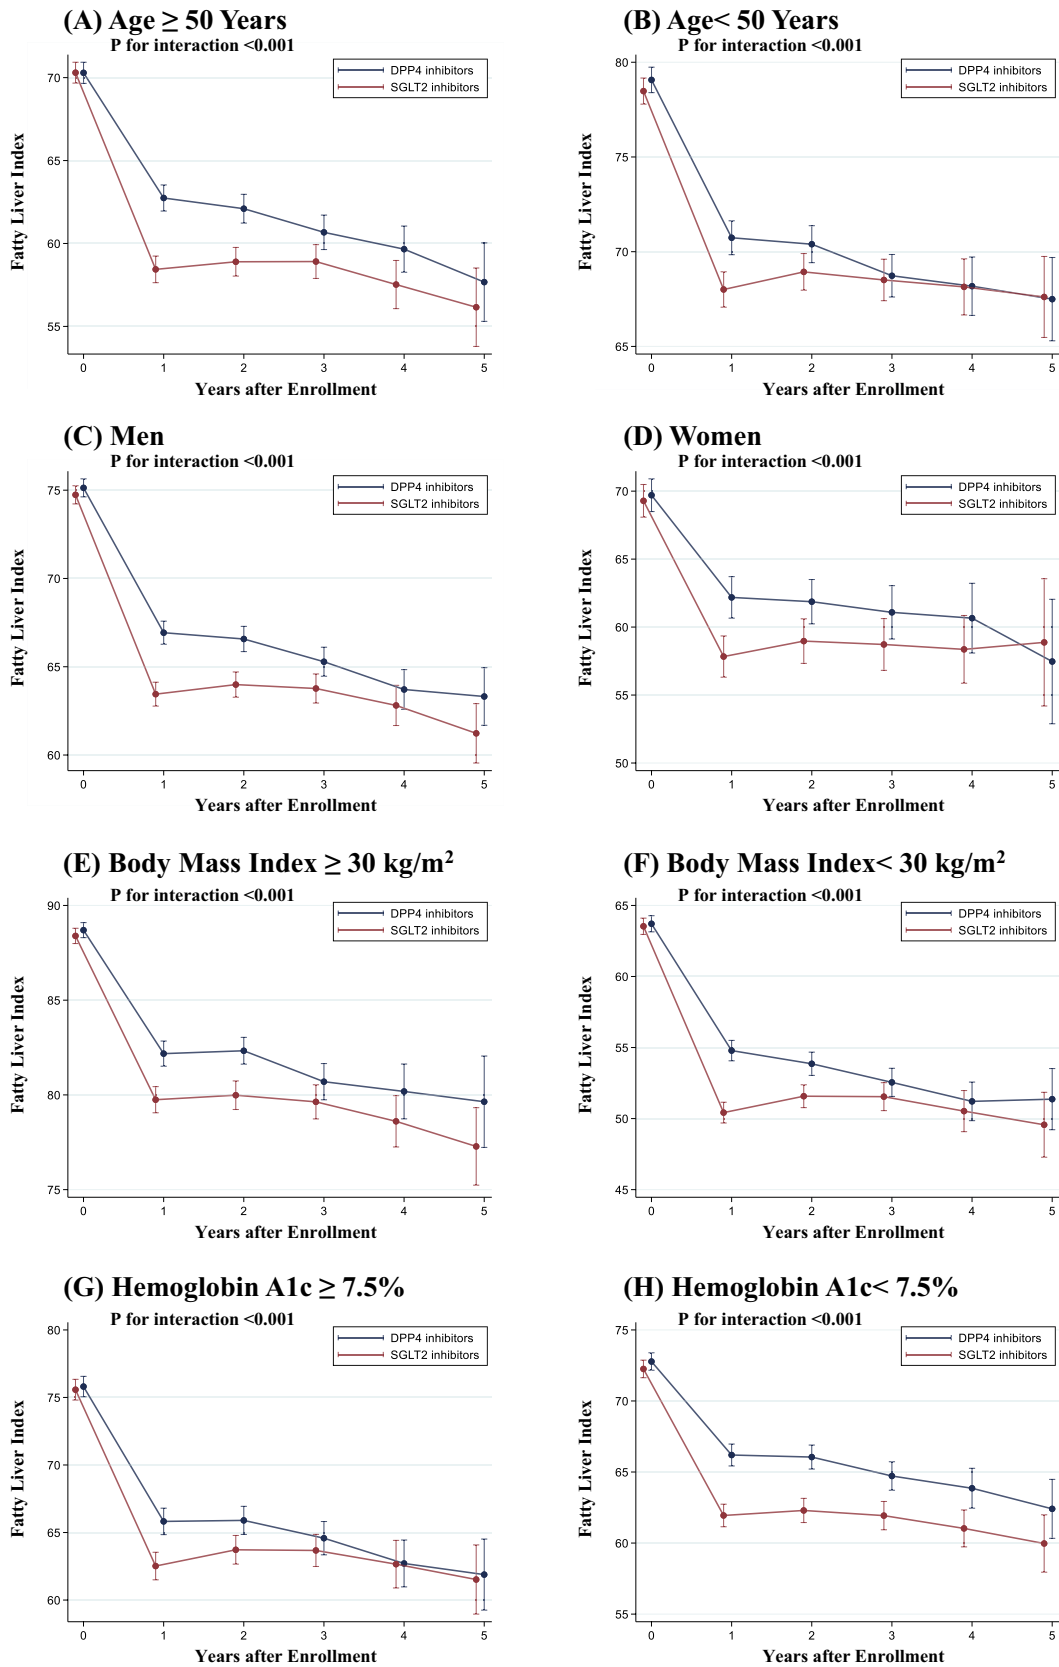 (A) Age ≥ 50 Years
P for interaction <0.001
DPP4 inhibitors
SGLT2 inhibitors
Fatty Liver Index
70
65
60
55
0 1 2 3 4 5
Years after Enrollment
(B) Age< 50 Years
P for interaction <0.001
DPP4 inhibitors
SGLT2 inhibitors
Fatty Liver Index
80
75
70
65
0 1 2 3 4 5
Years after Enrollment
(C) Men
P for interaction <0.001
DPP4 inhibitors
SGLT2 inhibitors
Fatty Liver Index
75
70
65
60
0 1 2 3 4 5
Years after Enrollment
(D) Women
P for interaction <0.001
DPP4 inhibitors
SGLT2 inhibitors
Fatty Liver Index
70
65
60
55
50
0 1 2 3 4 5
Years after Enrollment
(E) Body Mass Index ≥ 30 kg/m²
P for interaction <0.001
DPP4 inhibitors
SGLT2 inhibitors
Fatty Liver Index
90
85
80
75
0 1 2 3 4 5
Years after Enrollment
(F) Body Mass Index< 30 kg/m²
P for interaction <0.001
DPP4 inhibitors
SGLT2 inhibitors
Fatty Liver Index
65
60
55
50
45
0 1 2 3 4 5
Years after Enrollment
(G) Hemoglobin A1c ≥ 7.5%
P for interaction <0.001
DPP4 inhibitors
SGLT2 inhibitors
Fatty Liver Index
80
75
70
65
60
0 1 2 3 4 5
Years after Enrollment
(H) Hemoglobin A1c< 7.5%
P for interaction <0.001
DPP4 inhibitors
SGLT2 inhibitors
Fatty Liver Index
75
70
65
60
55
0 1 2 3 4 5
Years after Enrollment